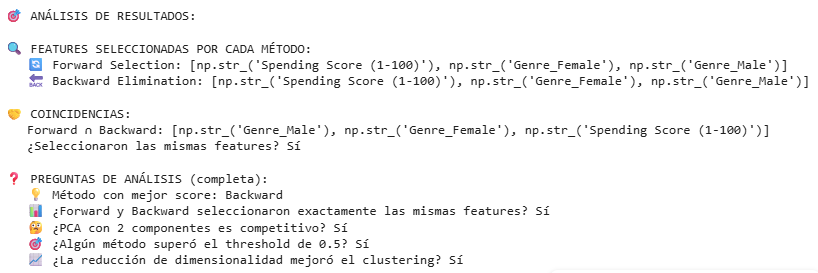 🎯 ANÁLISIS DE RESULTADOS:
🔍 FEATURES SELECCIONADAS POR CADA MÉTODO:
🔄 Forward Selection: [np.str_('Spending Score (1-100)'), np.str_('Genre_Female'), np.str_('Genre_Male')]
🔙 Backward Elimination: [np.str_('Spending Score (1-100)'), np.str_('Genre_Female'), np.str_('Genre_Male')]
🤝 COINCIDENCIAS:
Forward ∩ Backward: [np.str_('Genre_Male'), np.str_('Genre_Female'), np.str_('Spending Score (1-100)')]
¿Seleccionaron las mismas features? Sí
❓ PREGUNTAS DE ANÁLISIS (completa):
💡 Método con mejor score: Backward
📊 ¿Forward y Backward seleccionaron exactamente las mismas features? Sí
🤔 ¿PCA con 2 componentes es competitivo? Sí
🎯 ¿Algún método superó el threshold de 0.5? Sí
📈 ¿La reducción de dimensionalidad mejoró el clustering? Sí